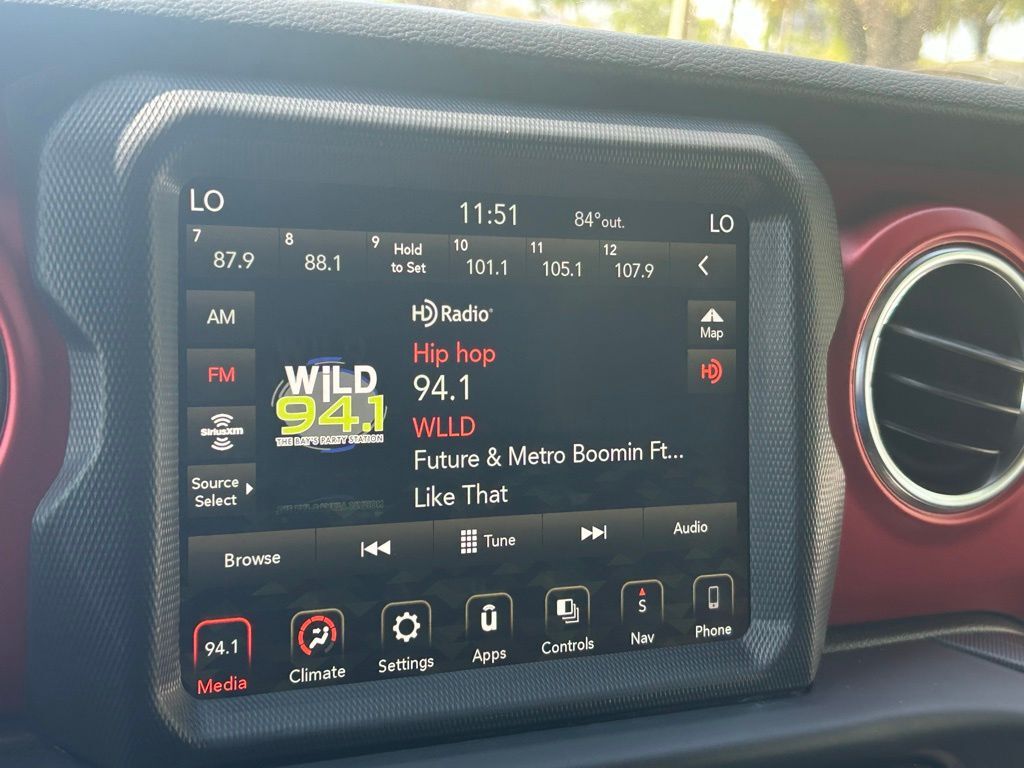 LO 11:51 84°out. LO
7 87.9 8 88.1 9 Hold to Set 10 101.1 11 105.1 12 107.9
AM
FM
SiriusXM
Source
Select
WiLD
94.1
THE BAY'S PARTY STATION
HD Radio
Hip hop
94.1
WLLD
Future & Metro Boomin Ft...
Like That
Map
HD
Browse Tune Audio
94.1 S
Media Climate Settings Apps Controls Nav Phone